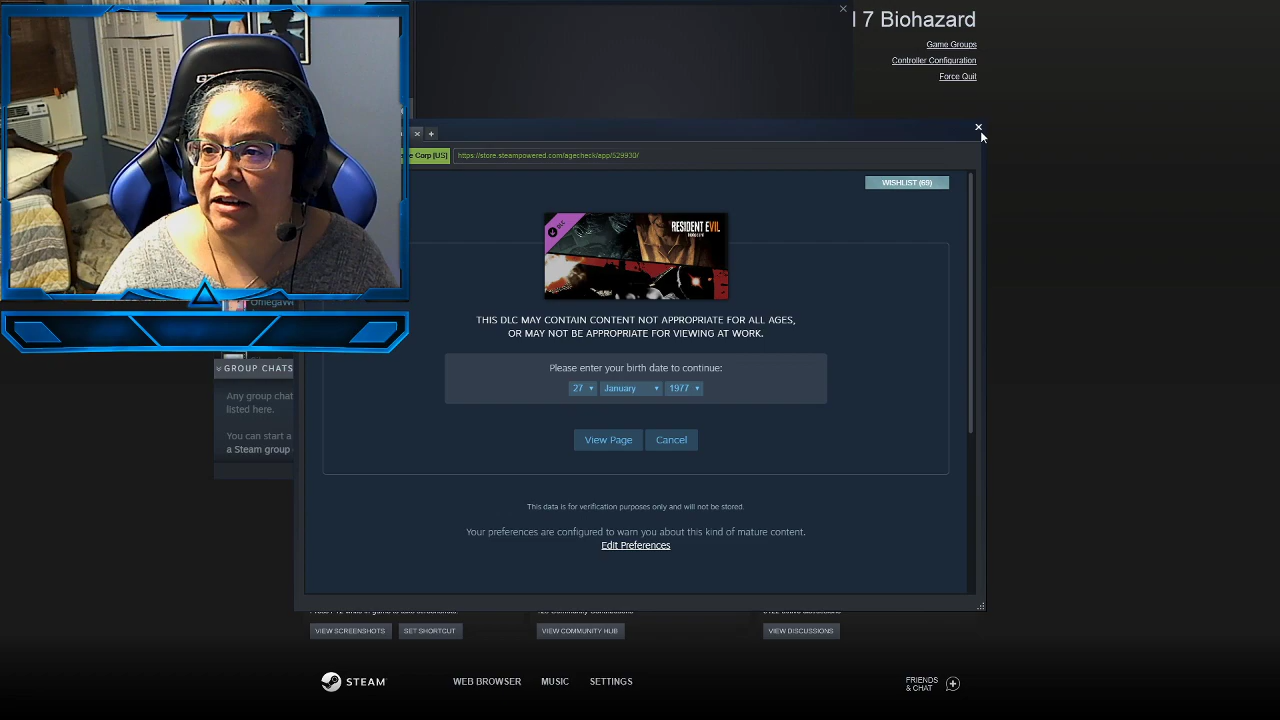 | 7 Biohazard
Game Groups
Controller Configuration
Force Quit
e Corp [US]
https://store.steampowered.com/agecheck/app/529930/
WISHLIST (69)
RESIDENT EVIL
THIS DLC MAY CONTAIN CONTENT NOT APPROPRIATE FOR ALL AGES,
OR MAY NOT BE APPROPRIATE FOR VIEWING AT WORK.
Please enter your birth date to continue:
27 January 1977
View Page Cancel
This data is for verification purposes only and will not be stored.
Your preferences are configured to warn you about this kind of mature content.
Edit Preferences
OmegaW
GROUP CHATS
Any group chat
listed here.
You can start a
a Steam group
VIEW SCREENSHOTS SET SHORTCUT VIEW COMMUNITY HUB VIEW DISCUSSIONS
STEAM WEB BROWSER MUSIC SETTINGS
FRIENDS
& CHAT